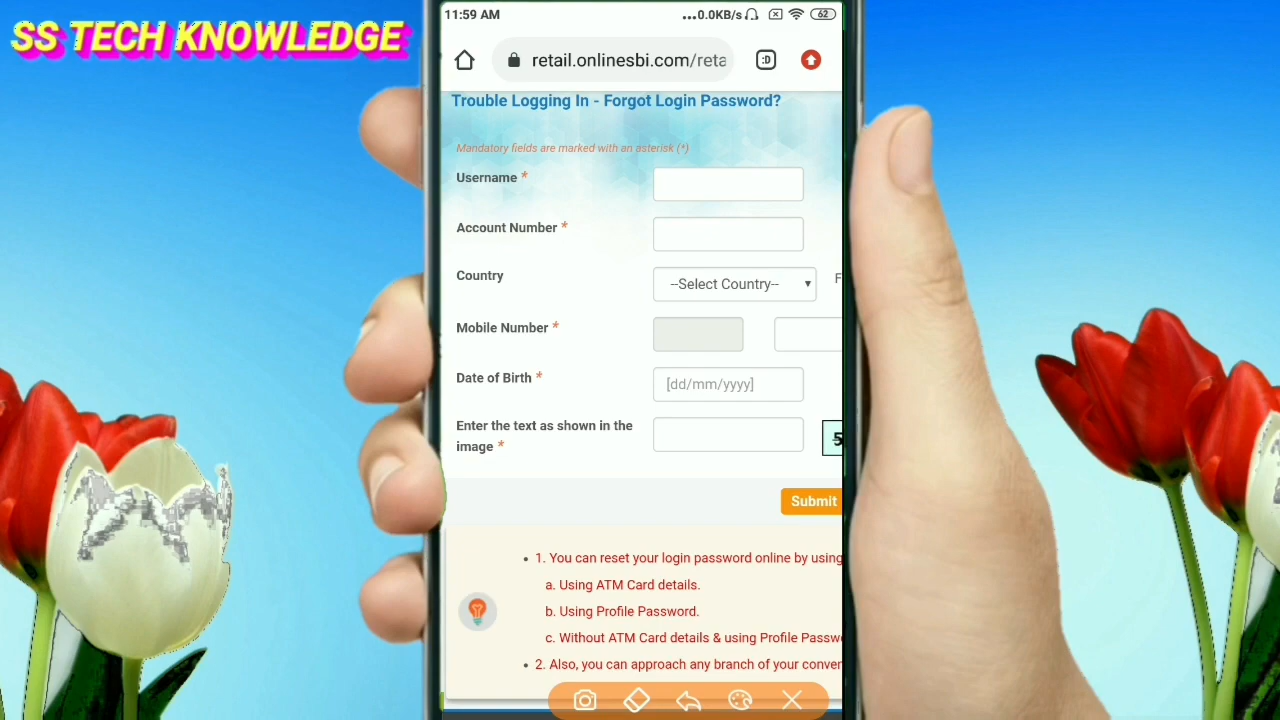 SS TECH KNOWLEDGE
11:59 AM
...0.0KB/s
62
retail.onlinesbi.com/reta
:D
Trouble Logging In - Forgot Login Password?
Mandatory fields are marked with an asterisk (*)
Username *
Account Number *
Country
--Select Country--
F
Mobile Number *
Date of Birth *
[dd/mm/yyyy]
Enter the text as shown in the
image *
5
Submit
• 1. You can reset your login password online by using
a. Using ATM Card details.
b. Using Profile Password.
c. Without ATM Card details & using Profile Passw
• 2. Also, you can approach any branch of your conver